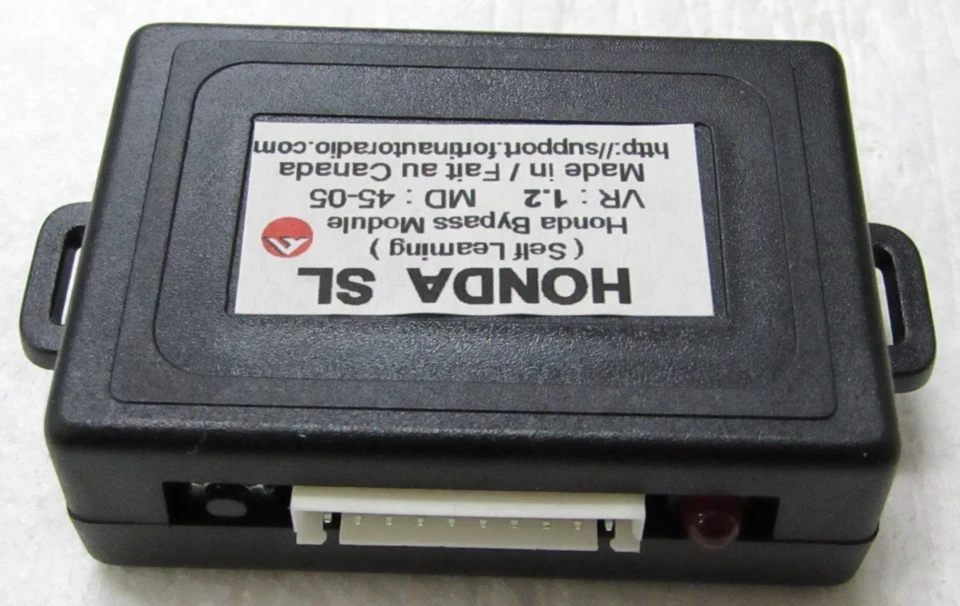 HONDA SL
( Self Learning )
Honda Bypass Module
VR : 1.2 MD : 45-05
Made in / Fait au Canada
http://support.fortinautoradio.com